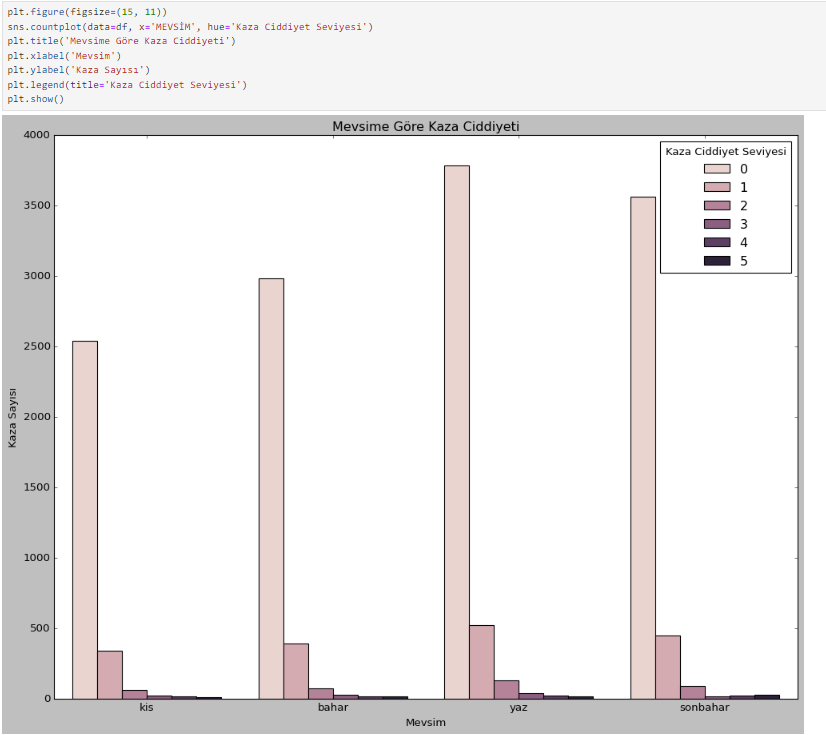 plt.figure(figsize=(15, 11))
sns.countplot(data=df, x='MEVSİM', hue='Kaza Ciddiyet Seviyesi')
plt.title('Mevsime Göre Kaza Ciddiyeti')
plt.xlabel('Mevsim')
plt.ylabel('Kaza Sayısı')
plt.legend(title='Kaza Ciddiyet Seviyesi')
plt.show()
Mevsime Göre Kaza Ciddiyeti
4000
3500
3000
2500
2000
1500
1000
500
0
Kaza Sayısı
Kaza Ciddiyet Seviyesi
0
1
2
3
4
5
kis
bahar
yaz
sonbahar
Mevsim